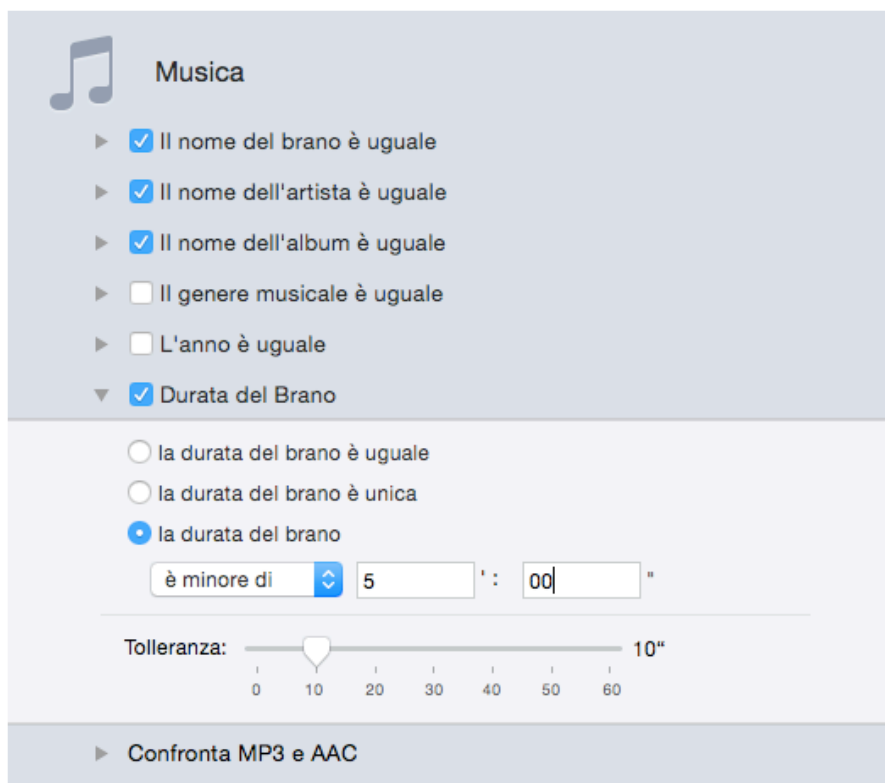 Musica
Il nome del brano è uguale
Il nome dell'artista è uguale
Il nome dell'album è uguale
Il genere musicale è uguale
L'anno è uguale
Durata del Brano
la durata del brano è uguale
la durata del brano è unica
la durata del brano
è minore di 5 ' : 00 "
Tolleranza: 10“
0 10 20 30 40 50 60
Confronta MP3 e AAC